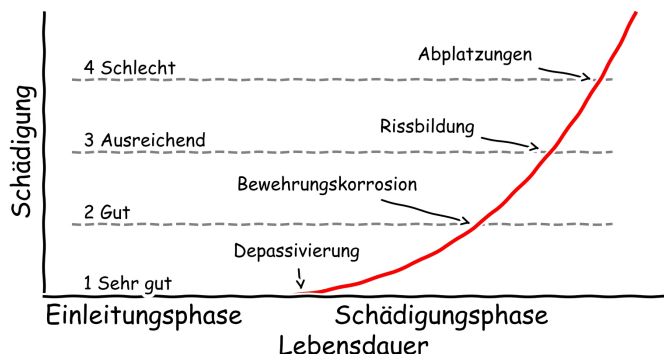 Schädigung
4 Schlecht
Abplatzungen
3 Ausreichend
Rissbildung
Bewehrungskorrosion
2 Gut
Depassivierung
1 Sehr gut
Einleitungsphase
Schädigungsphase
Lebensdauer